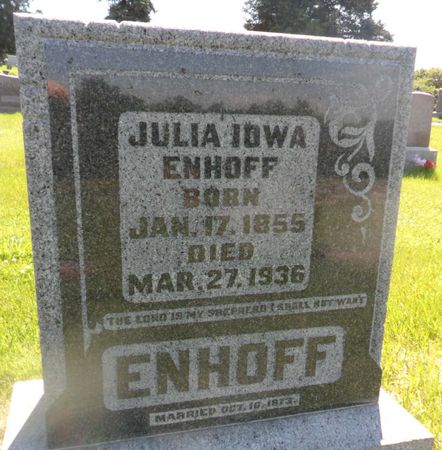 JULIA IOWA
ENHOFF
BORN
JAN. 17. 1855
DIED
MAR. 27. 1936
THE LORD IS MY SHEPHERD I SHALL NOT WANT
ENHOFF
MARRIED OCT. 16. 1873.